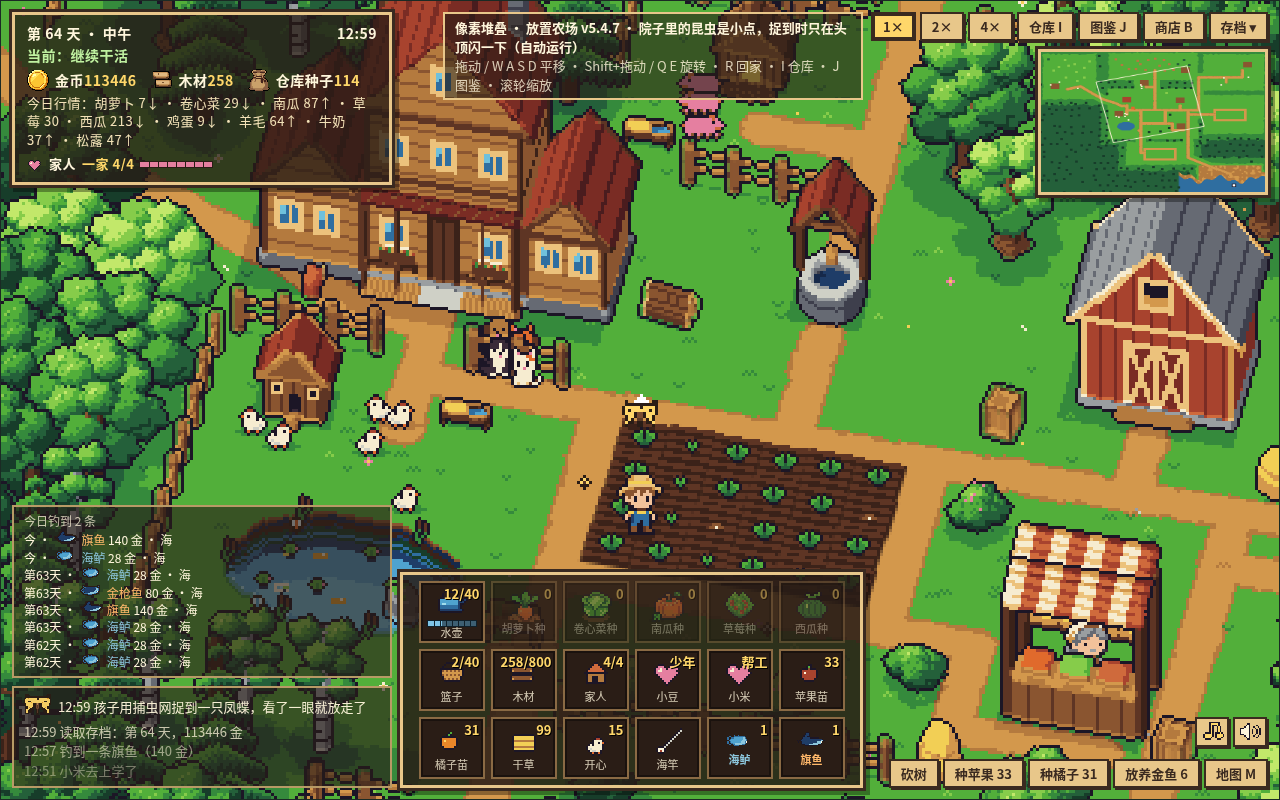 第 64 天 · 中午 12:59
当前: 继续干活
金币113446 木材258 仓库种子114
今日行情: 胡萝卜 7↓ · 卷心菜 29↓ · 南瓜 87↑ · 草
莓 30 · 西瓜 213↓ · 鸡蛋 9↓ · 羊毛 64↑ · 牛奶
37↑ · 松露 47↑
家人 一家 4/4
像素堆叠 · 放置农场 v5.4.7 · 院子里的昆虫是小点，捉到时只在头
顶闪一下（自动运行）
拖动 / W A S D 平移 · Shift+拖动 / Q E 旋转 · R 回家 · I 仓库 · J
图鉴 · 滚轮缩放
1× 2× 4× 仓库 I 图鉴 J 商店 B 存档 ▾
今日钓到 2 条
今 · 旗鱼 140 金 · 海
今 · 海鲈 28 金 · 海
第63天 · 海鲈 28 金 · 海
第63天 · 金枪鱼 80 金 · 海
第63天 · 旗鱼 140 金 · 海
第63天 · 海鲈 28 金 · 海
第62天 · 海鲈 28 金 · 海
第62天 · 海鲈 28 金 · 海
12:59 孩子用捕虫网捉到一只凤蝶，看了一眼就放走了
12:59 读取存档: 第 64 天，113446 金
12:57 钓到一条旗鱼（140 金）
12:51 小米去上学了
12/40 0 0 0 0 0
水壶 胡萝卜种 卷心菜种 南瓜种 草莓种 西瓜种
2/40 258/800 4/4 少年 帮工 33
篮子 木材 家人 小豆 小米 苹果苗
31 99 15 1 1
橘子苗 干草 开心 海竿 海鲈 旗鱼
砍树 种苹果 33 种橘子 31 放养金鱼 6 地图 M